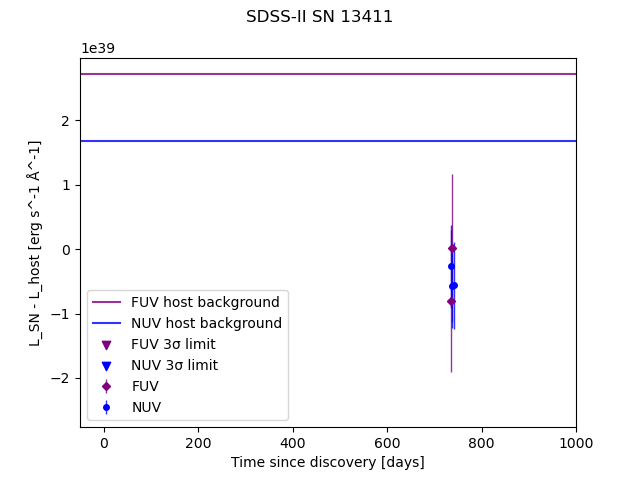 SDSS-II SN 13411
1e39
2
1
0
−1
−2
L_SN - L_host [erg s^-1 Å^-1]
FUV host background
NUV host background
FUV 3σ limit
NUV 3σ limit
FUV
NUV
0 200 400 600 800 1000
Time since discovery [days]